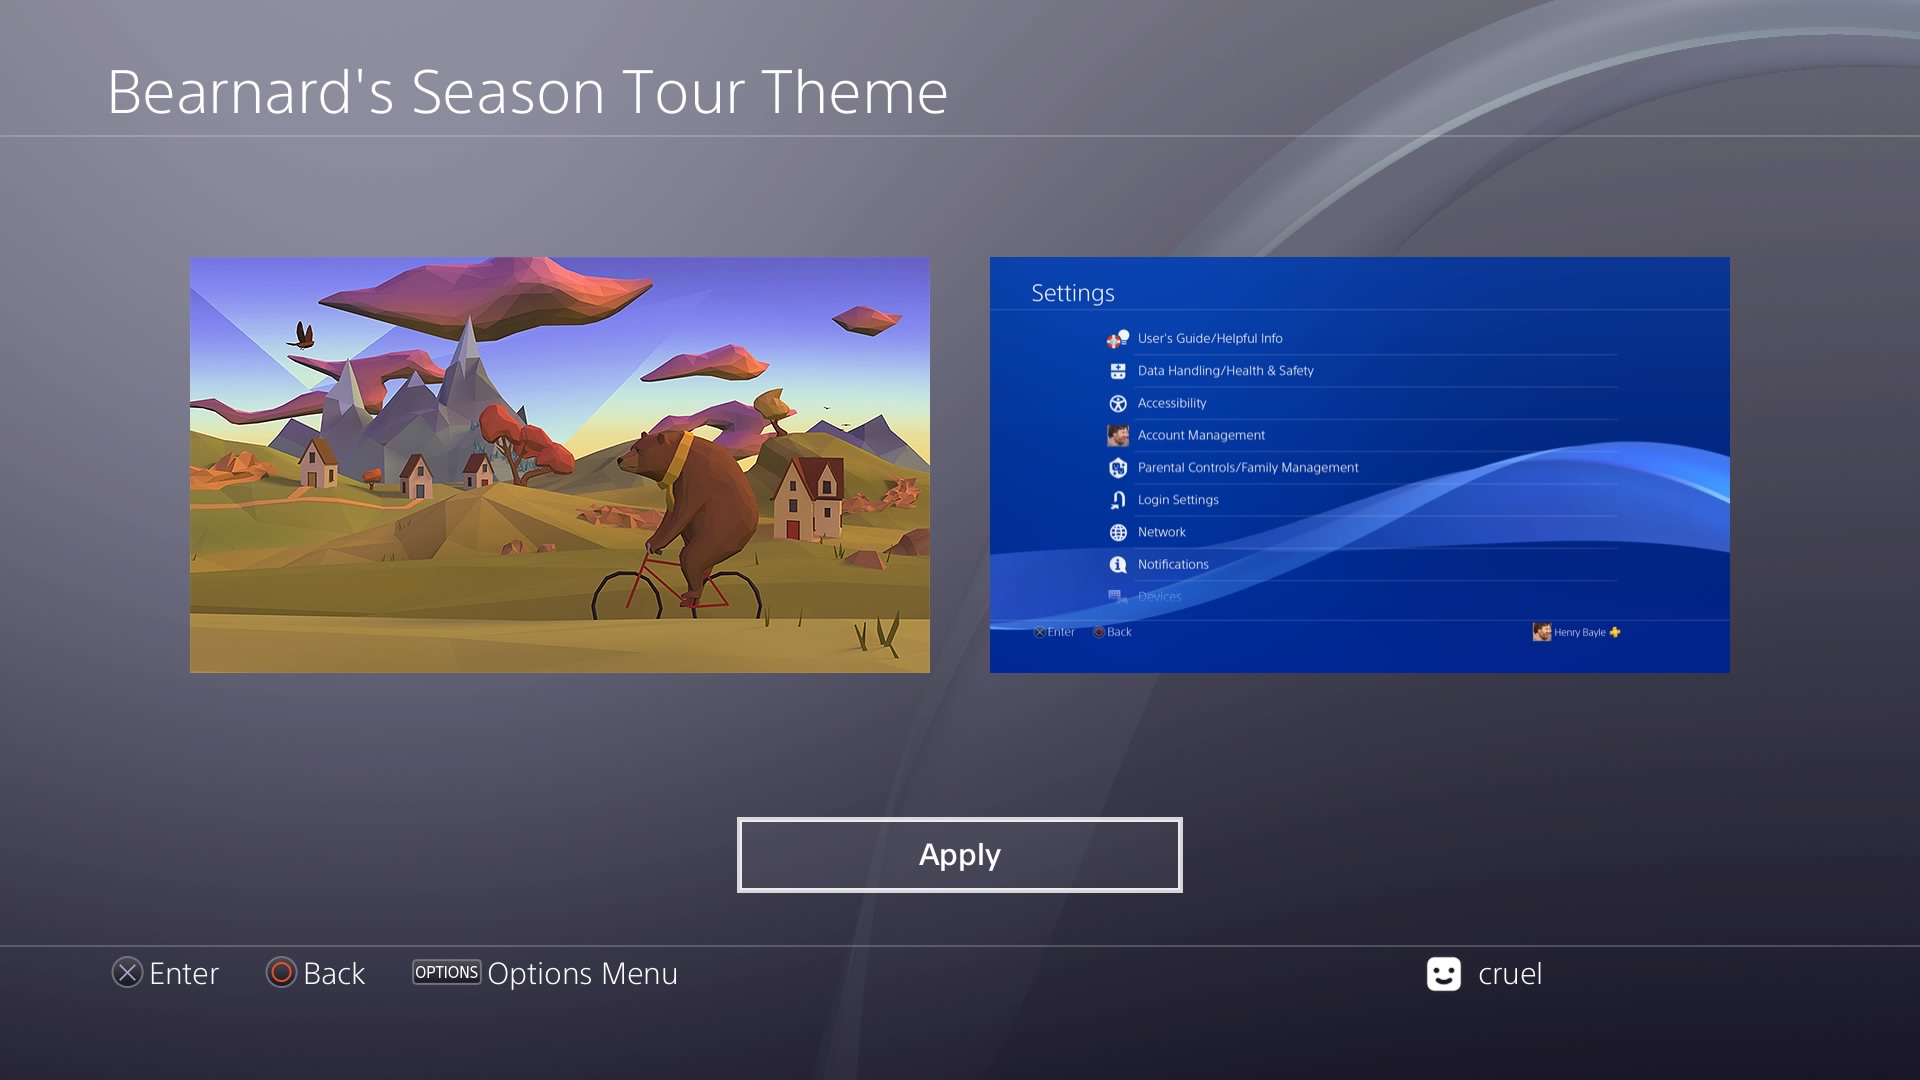 Bearnard's Season Tour Theme
Settings
User's Guide/Helpful Info
Data Handling/Health & Safety
Accessibility
Account Management
Parental Controls/Family Management
Login Settings
Network
Notifications
Devices
Enter Back Henry Bayle
Apply
Enter Back OPTIONS Options Menu cruel